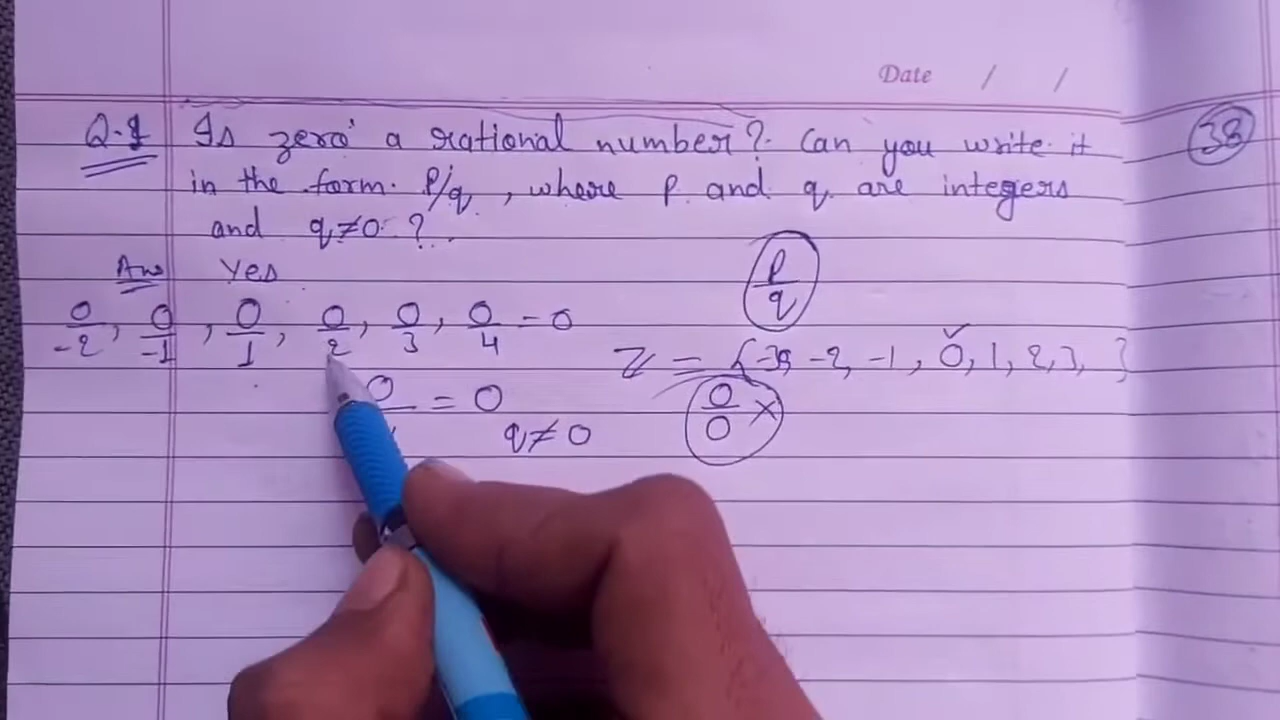 Date / /
Q.1 Is zero a rational number? Can you write it
38
in the form p/q, where p and q are integers
and q≠0 ?
Ans Yes
p/q
0/-2, 0/-1, 0/1, 0/2, 0/3, 0/4 = 0
Z = {-3, -2, -1, 0, 1, 2, 3, }
0 = 0
0/0 ×
q≠0